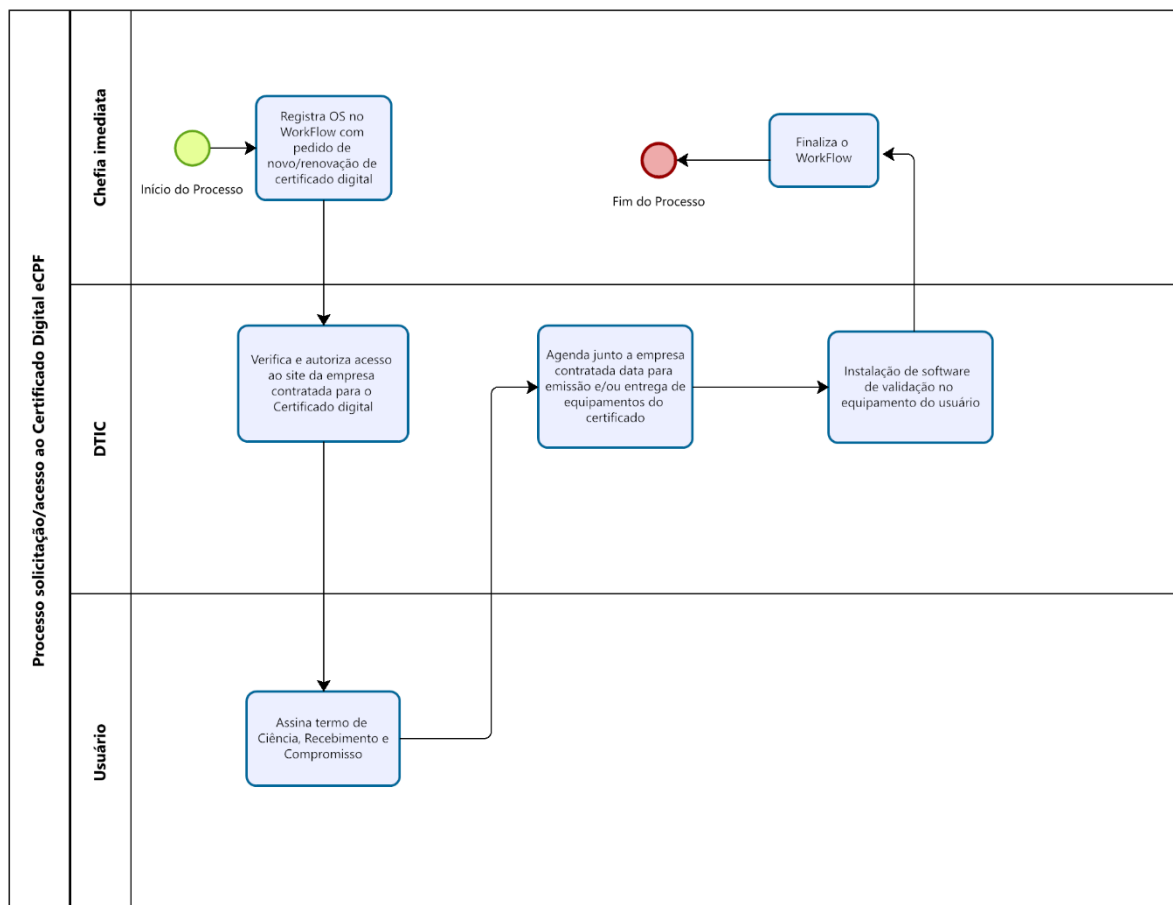 Processo solicitação/acesso ao Certificado Digital eCPF
Chefia imediata
Início do Processo
Registra OS no
WorkFlow com
pedido de
novo/renovação de
certificado digital
Fim do Processo
Finaliza o
WorkFlow
DTIC
Verifica e autoriza acesso
ao site da empresa
contratada para o
Certificado digital
Agenda junto a empresa
contratada data para
emissão e/ou entrega de
equipamentos do
certificado
Instalação de software
de validação no
equipamento do usuário
Usuário
Assina termo de
Ciência, Recebimento e
Compromisso